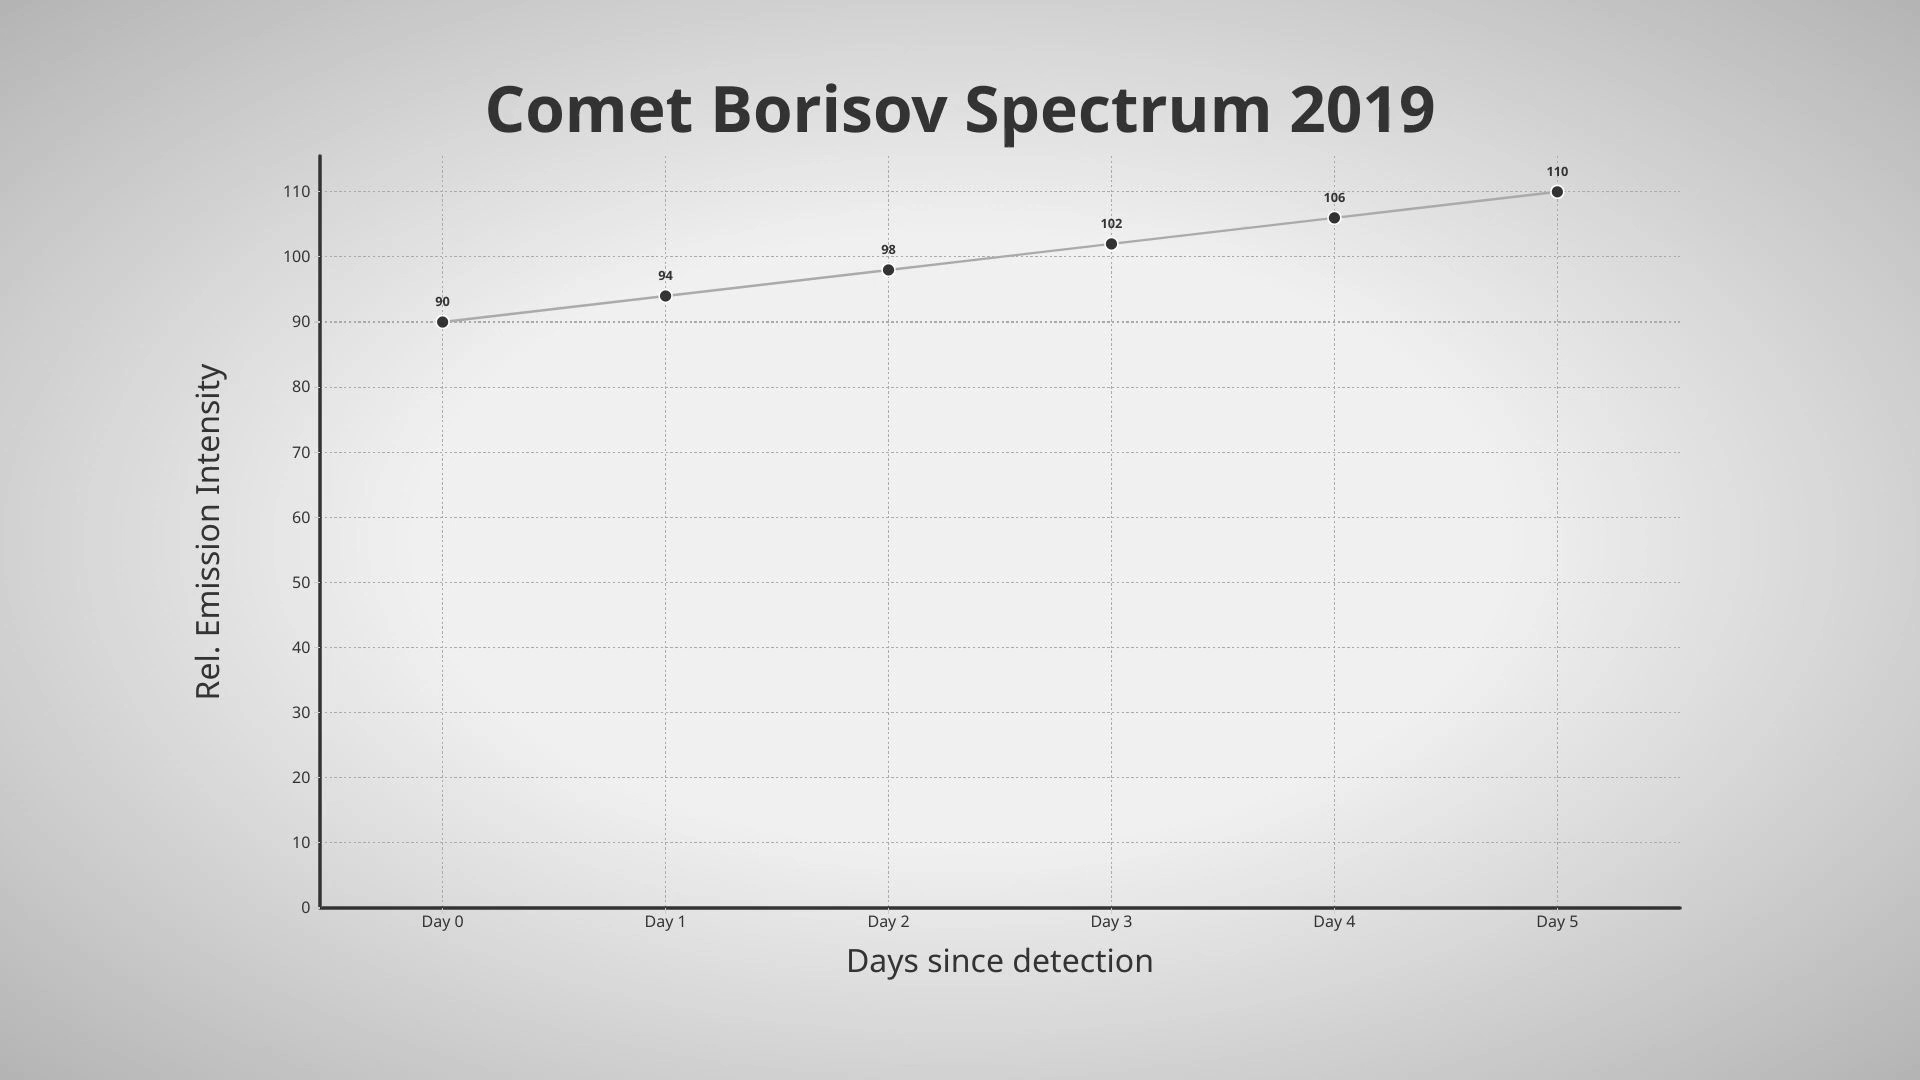 Comet Borisov Spectrum 2019
Rel. Emission Intensity
110
100
90
80
70
60
50
40
30
20
10
0
90
94
98
102
106
110
Day 0
Day 1
Day 2
Day 3
Day 4
Day 5
Days since detection